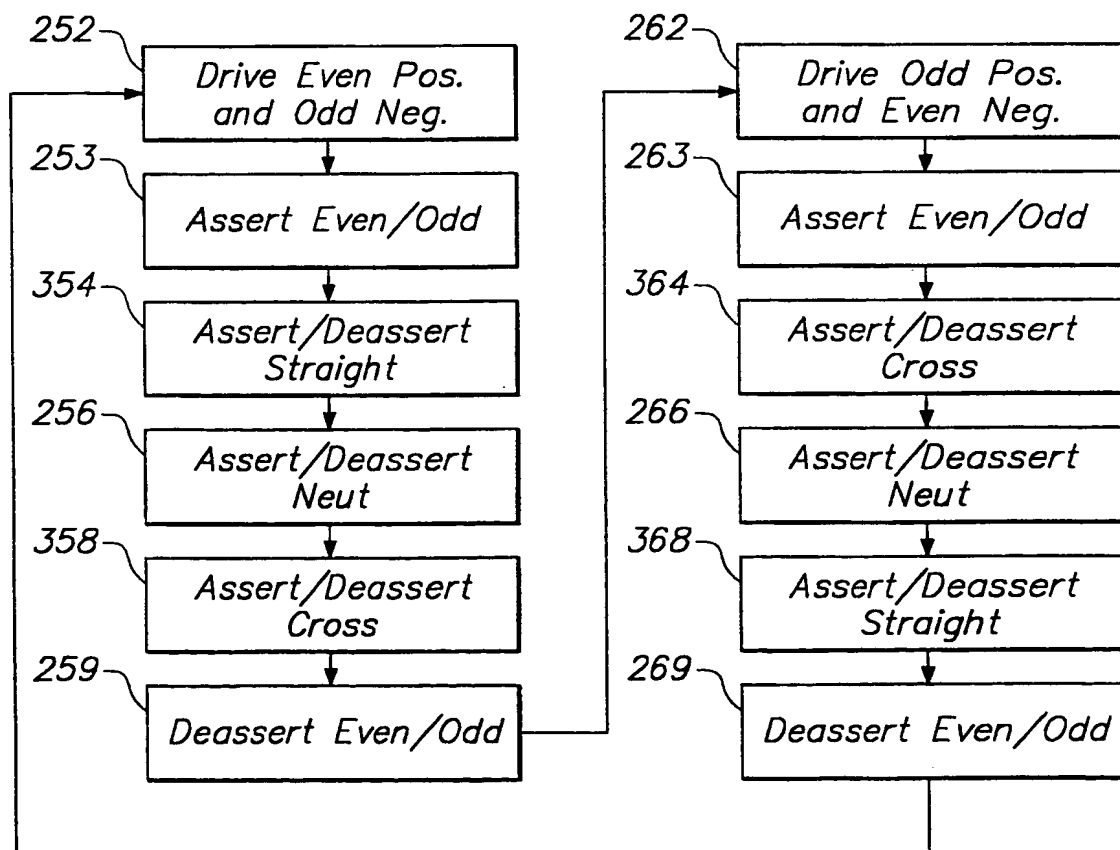 252
Drive Even Pos.
and Odd Neg.
253
Assert Even/Odd
354
Assert/Deassert
Straight
256
Assert/Deassert
Neut
358
Assert/Deassert
Cross
259
Deassert Even/Odd
262
Drive Odd Pos.
and Even Neg.
263
Assert Even/Odd
364
Assert/Deassert
Cross
266
Assert/Deassert
Neut
368
Assert/Deassert
Straight
269
Deassert Even/Odd